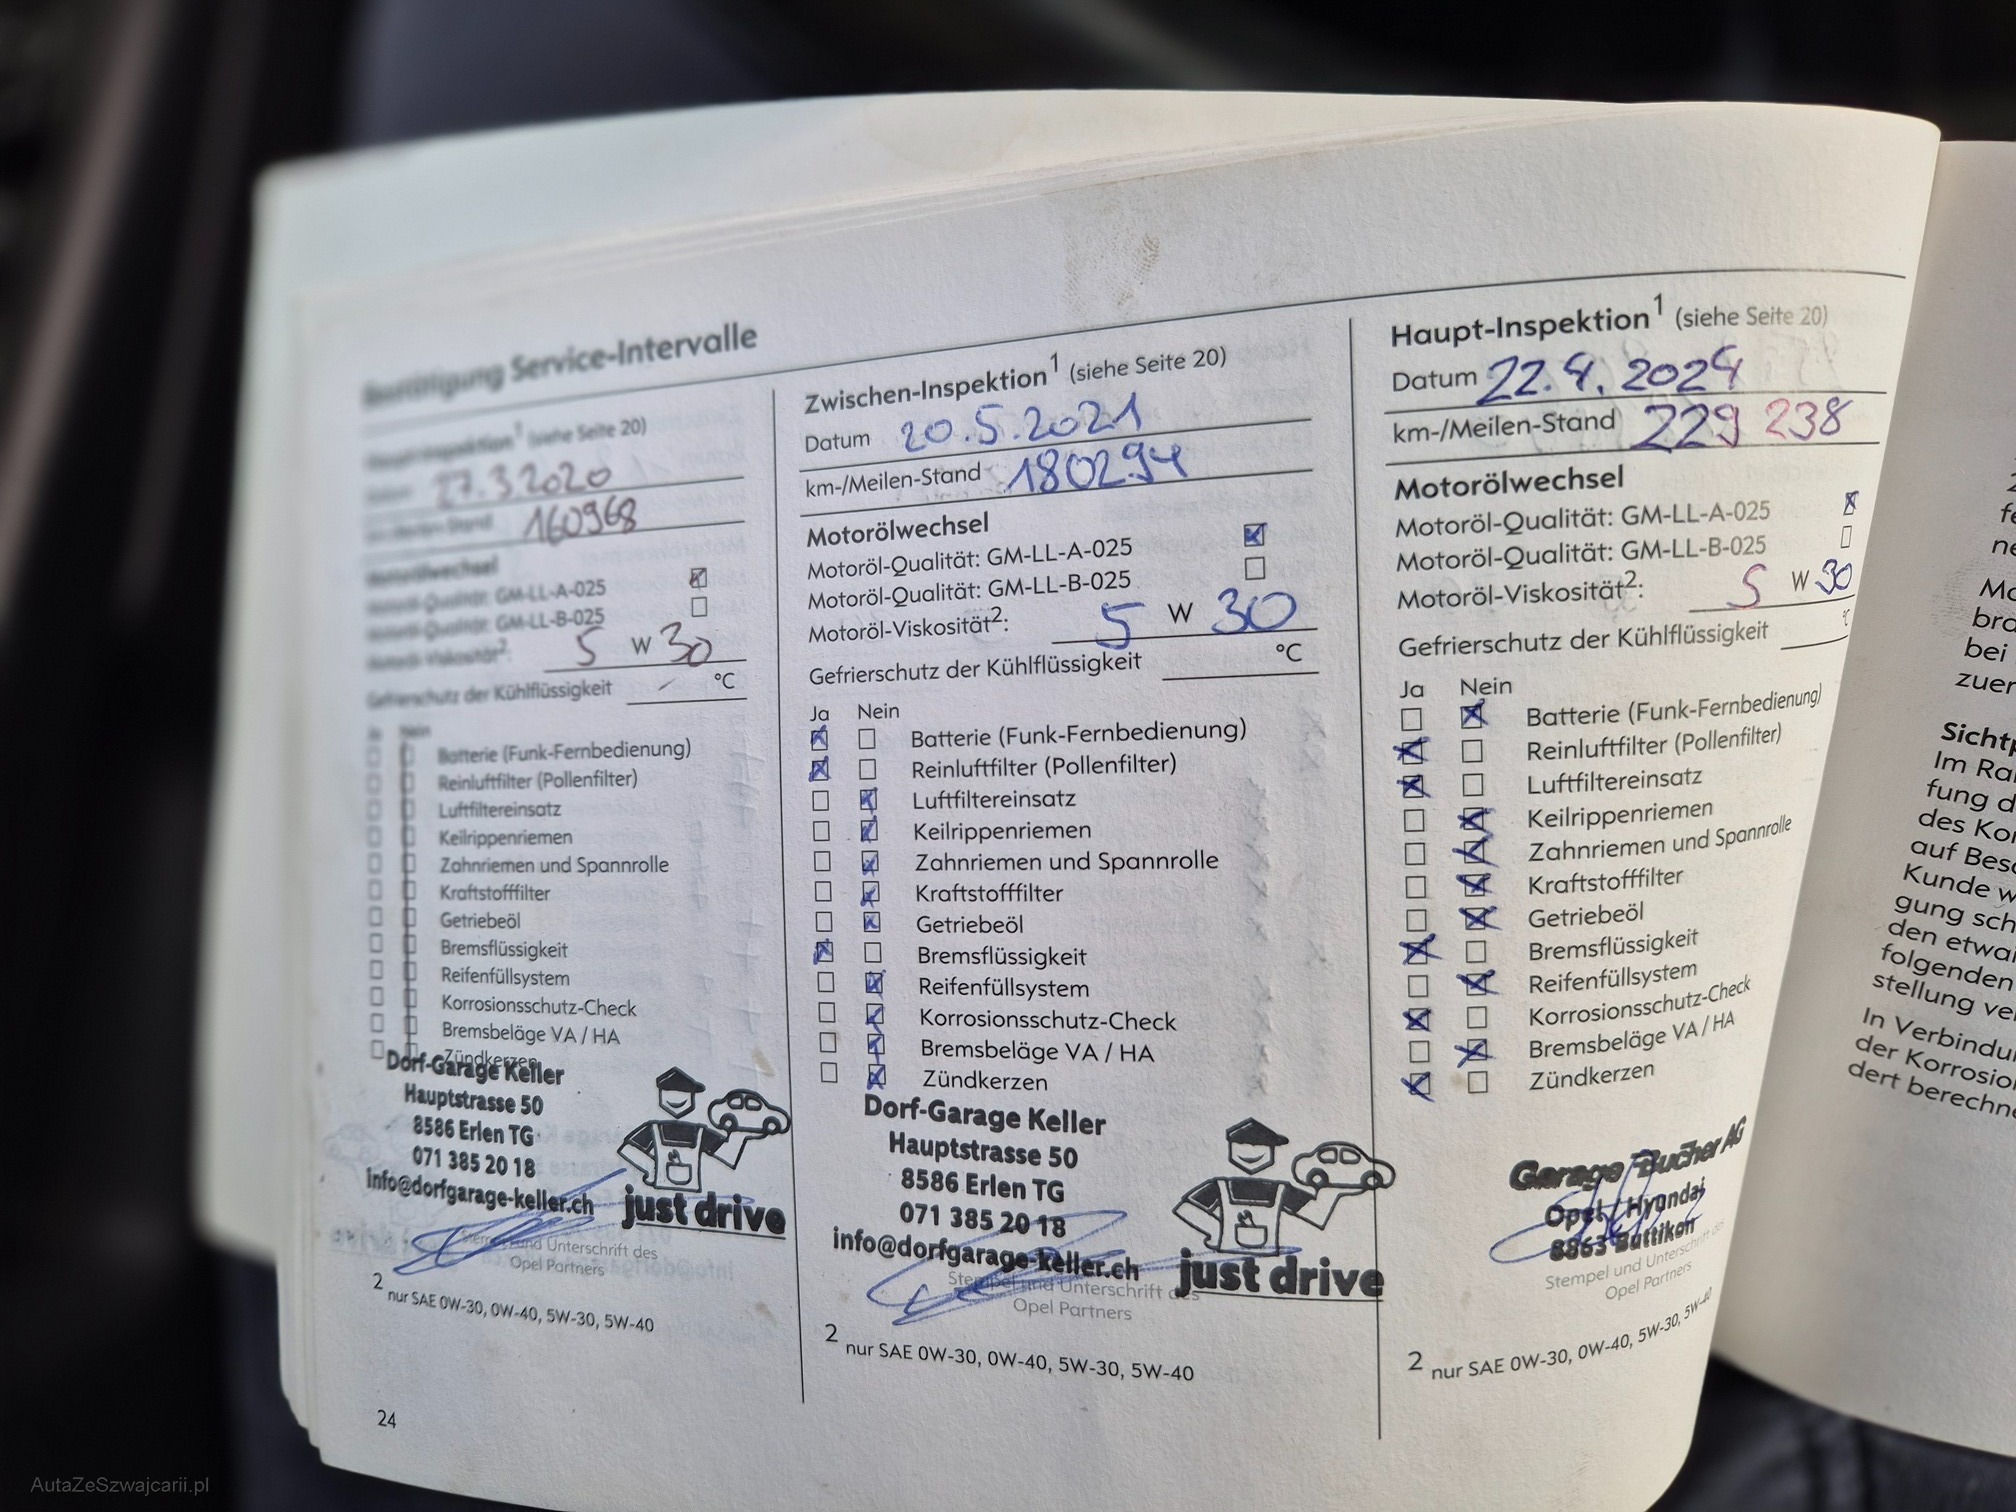 Bestätigung Service-Intervalle
Haupt-Inspektion¹ (siehe Seite 20)
27.3.2020
160968
Motorölwechsel
Motoröl-Qualität: GM-LL-A-025
Motoröl-Qualität: GM-LL-B-025
Motoröl-Viskosität²: 5 W 30
Gefrierschutz der Kühlflüssigkeit °C
Ja Nein
Batterie (Funk-Fernbedienung)
Reinluftfilter (Pollenfilter)
Luftfiltereinsatz
Keilrippenriemen
Zahnriemen und Spannrolle
Kraftstofffilter
Getriebeöl
Bremsflüssigkeit
Reifenfüllsystem
Korrosionsschutz-Check
Bremsbeläge VA / HA
Zündkerzen
Dorf-Garage Keller
Hauptstrasse 50
8586 Erlen TG
071 385 20 18
info@dorfgarage-keller.ch
just drive
Stempel und Unterschrift des
Opel Partners
2 nur SAE 0W-30, 0W-40, 5W-30, 5W-40
24
Zwischen-Inspektion¹ (siehe Seite 20)
Datum 20.5.2021
km-/Meilen-Stand 180294
Motorölwechsel
Motoröl-Qualität: GM-LL-A-025
Motoröl-Qualität: GM-LL-B-025
Motoröl-Viskosität²: 5 W 30
Gefrierschutz der Kühlflüssigkeit °C
Ja Nein
Batterie (Funk-Fernbedienung)
Reinluftfilter (Pollenfilter)
Luftfiltereinsatz
Keilrippenriemen
Zahnriemen und Spannrolle
Kraftstofffilter
Getriebeöl
Bremsflüssigkeit
Reifenfüllsystem
Korrosionsschutz-Check
Bremsbeläge VA / HA
Zündkerzen
Dorf-Garage Keller
Hauptstrasse 50
8586 Erlen TG
071 385 20 18
info@dorfgarage-keller.ch
just drive
Stempel und Unterschrift des
Opel Partners
2 nur SAE 0W-30, 0W-40, 5W-30, 5W-40
Haupt-Inspektion¹ (siehe Seite 20)
Datum 22.4.2024
km-/Meilen-Stand 229 238
Motorölwechsel
Motoröl-Qualität: GM-LL-A-025
Motoröl-Qualität: GM-LL-B-025
Motoröl-Viskosität²: 5 W 30
Gefrierschutz der Kühlflüssigkeit
Ja Nein
Batterie (Funk-Fernbedienung)
Reinluftfilter (Pollenfilter)
Luftfiltereinsatz
Keilrippenriemen
Zahnriemen und Spannrolle
Kraftstofffilter
Getriebeöl
Bremsflüssigkeit
Reifenfüllsystem
Korrosionsschutz-Check
Bremsbeläge VA / HA
Zündkerzen
Garage Bucher AG
Opel / Hyundai
8863 Buttikon
Stempel und Unterschrift des
Opel Partners
2 nur SAE 0W-30, 0W-40, 5W-30, 5W-40
bei
zuer
Sichtp
Im Ra
fung d
des Kor
auf Besc
Kunde w
gung sch
den etwa
folgenden
stellung ve
In Verbindu
der Korrosio
dert berechne
AutaZeSzwajcarii.pl